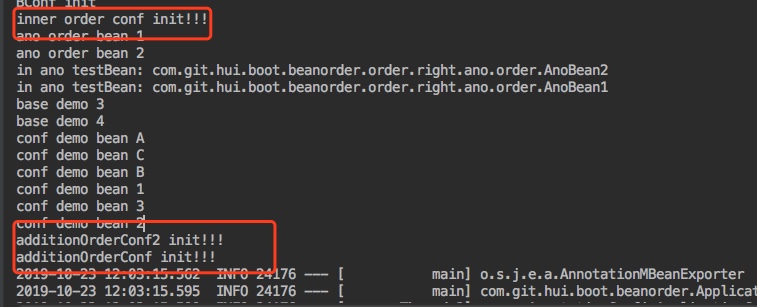 BConf init
inner order conf init!!!
ano order bean 1
ano order bean 2
in ano testBean: com.git.hui.boot.beanorder.order.right.ano.order.AnoBean2
in ano testBean: com.git.hui.boot.beanorder.order.right.ano.order.AnoBean1
base demo 3
base demo 4
conf demo bean A
conf demo bean C
conf demo bean B
conf demo bean 1
conf demo bean 3
conf demo bean 2
additionOrderConf2 init!!!
additionOrderConf init!!!
2019-10-23 12:03:15.562 INFO 24176 --- [ main] o.s.j.e.a.AnnotationMBeanExporter
2019-10-23 12:03:15.595 INFO 24176 --- [ main] com.git.hui.boot.beanorder.Applicat